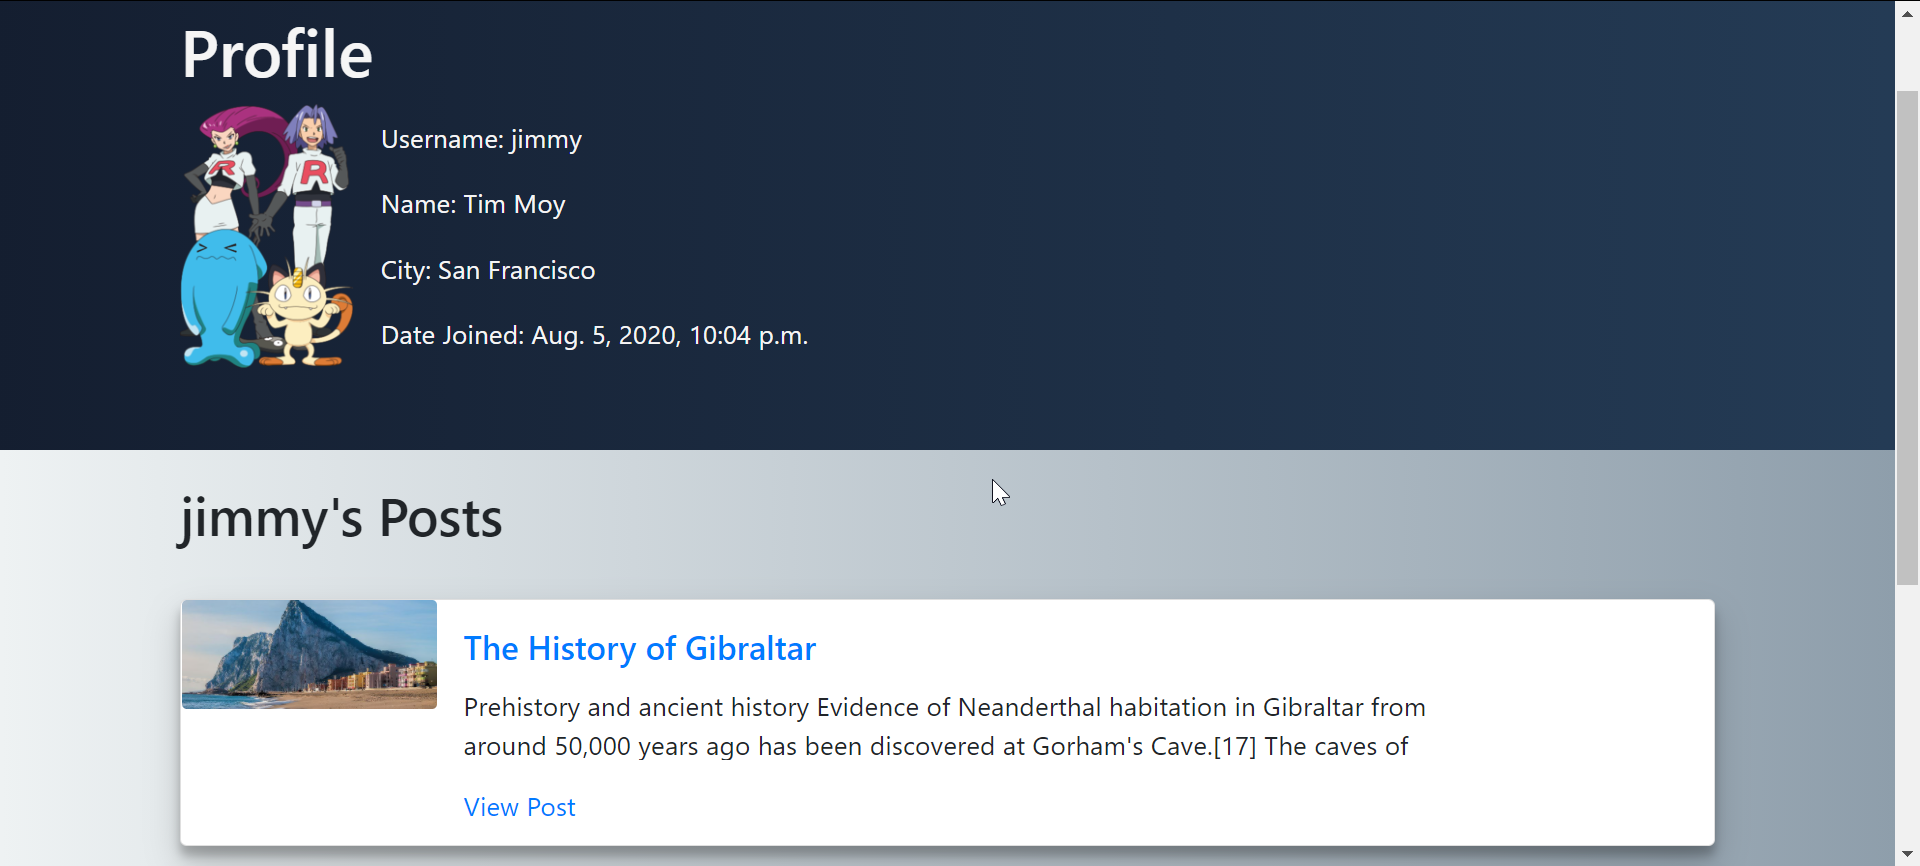 Profile
R
R
Username: jimmy
Name: Tim Moy
City: San Francisco
Date Joined: Aug. 5, 2020, 10:04 p.m.
jimmy's Posts
The History of Gibraltar
Prehistory and ancient history Evidence of Neanderthal habitation in Gibraltar from
around 50,000 years ago has been discovered at Gorham's Cave.[17] The caves of
View Post